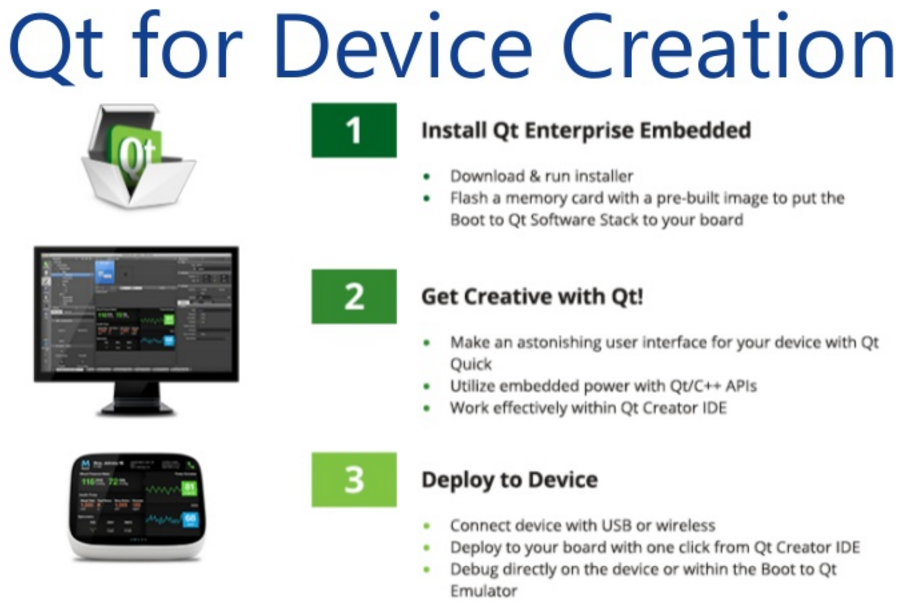 Qt for Device Creation
Qt
1
Install Qt Enterprise Embedded
• Download & run installer
• Flash a memory card with a pre-built image to put the
Boot to Qt Software Stack to your board
2
Get Creative with Qt!
• Make an astonishing user interface for your device with Qt
Quick
• Utilize embedded power with Qt/C++ APIs
• Work effectively within Qt Creator IDE
3
Deploy to Device
• Connect device with USB or wireless
• Deploy to your board with one click from Qt Creator IDE
• Debug directly on the device or within the Boot to Qt
Emulator